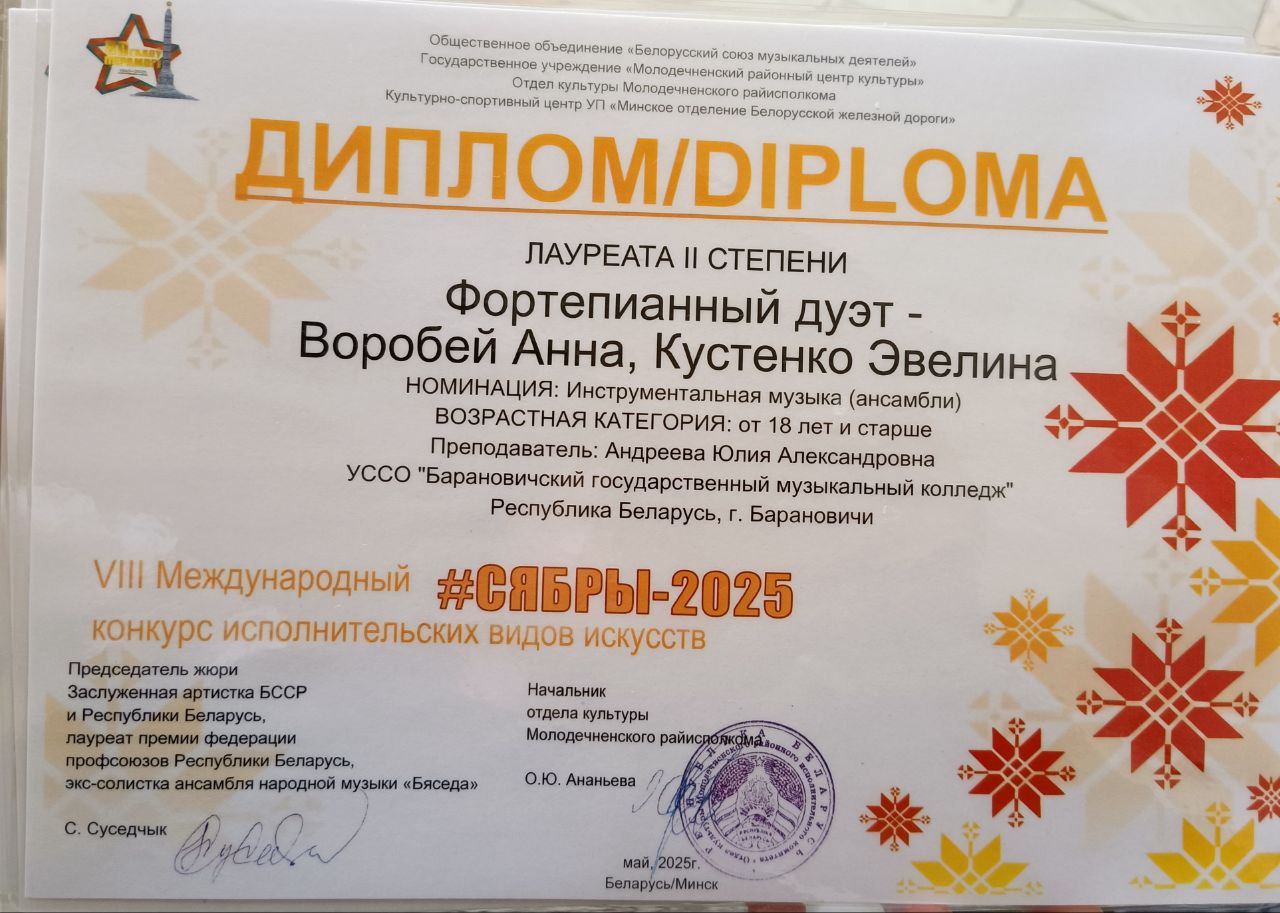 80 ГАДОЎ
ПЕРАМОГІ
Общественное объединение «Белорусский союз музыкальных деятелей»
Государственное учреждение «Молодечненский районный центр культуры»
Отдел культуры Молодечненского райисполкома
Культурно-спортивный центр УП «Минское отделение Белорусской железной дороги»
ДИПЛОМ/DIPLOMA
ЛАУРЕАТА II СТЕПЕНИ
Фортепианный дуэт -
Воробей Анна, Кустенко Эвелина
НОМИНАЦИЯ: Инструментальная музыка (ансамбли)
ВОЗРАСТНАЯ КАТЕГОРИЯ: от 18 лет и старше
Преподаватель: Андреева Юлия Александровна
УССО "Барановичский государственный музыкальный колледж"
Республика Беларусь, г. Барановичи
VIII Международный #СЯБРЫ-2025
конкурс исполнительских видов искусств
Председатель жюри
Заслуженная артистка БССР
и Республики Беларусь,
лауреат премии федерации
профсоюзов Республики Беларусь,
экс-солистка ансамбля народной музыки «Бяседа»
С. Суседчык
Начальник
отдела культуры
Молодечненского райисполкома
О.Ю. Ананьева
РЭСПУБЛІКА БЕЛАРУСЬ
май, 2025г.
Беларусь/Минск